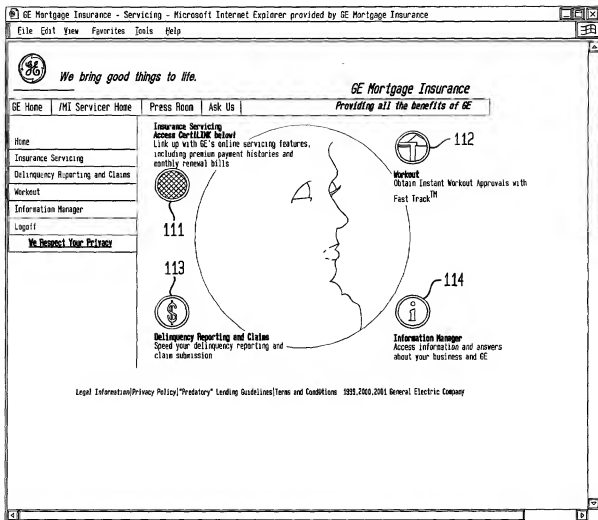 GE Mortgage Insurance - Servicing - Microsoft Internet Explorer provided by GE Mortgage Insurance
File Edit View Favorites Tools Help
GE
We bring good things to life.
GE Mortgage Insurance
GE Home /MI Servicer Home Press Room Ask Us Providing all the benefits of GE
Home
Insurance Servicing
Delinquency Reporting and Claims
Workout
Information Manager
Logoff
We Respect Your Privacy
Insurance Servicing
Access CertiLINK below!
Link up with GE's online servicing features,
including premium payment histories and
monthly renewal bills
111
112
Workout
Obtain Instant Workout Approvals with
Fast Track™
113
$
Delinquency Reporting and Claims
Speed your delinquency reporting and
claim submission
114
i
Information Manager
Access information and answers
about your business and GE
Legal Information|Privacy Policy|"Predatory" Lending Guidelines|Terms and Conditions 1999,2000,2001 General Electric Company